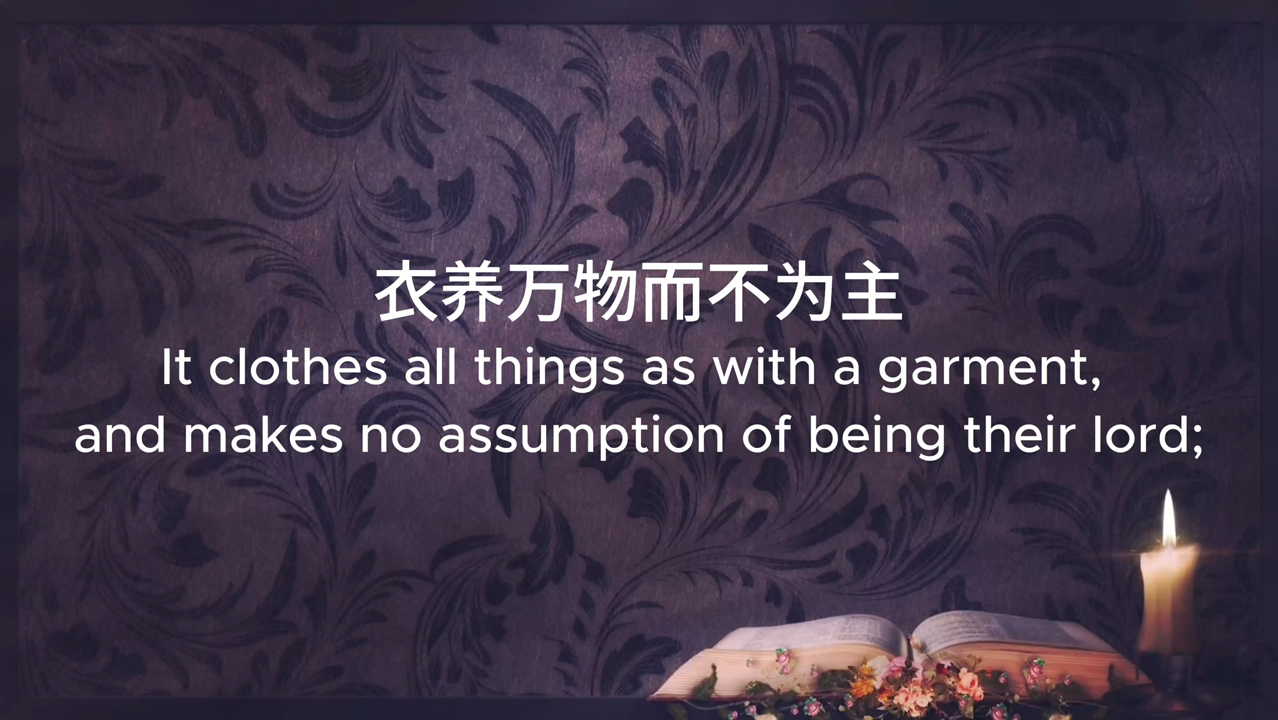 衣养万物而不为主
It clothes all things as with a garment,
and makes no assumption of being their lord;